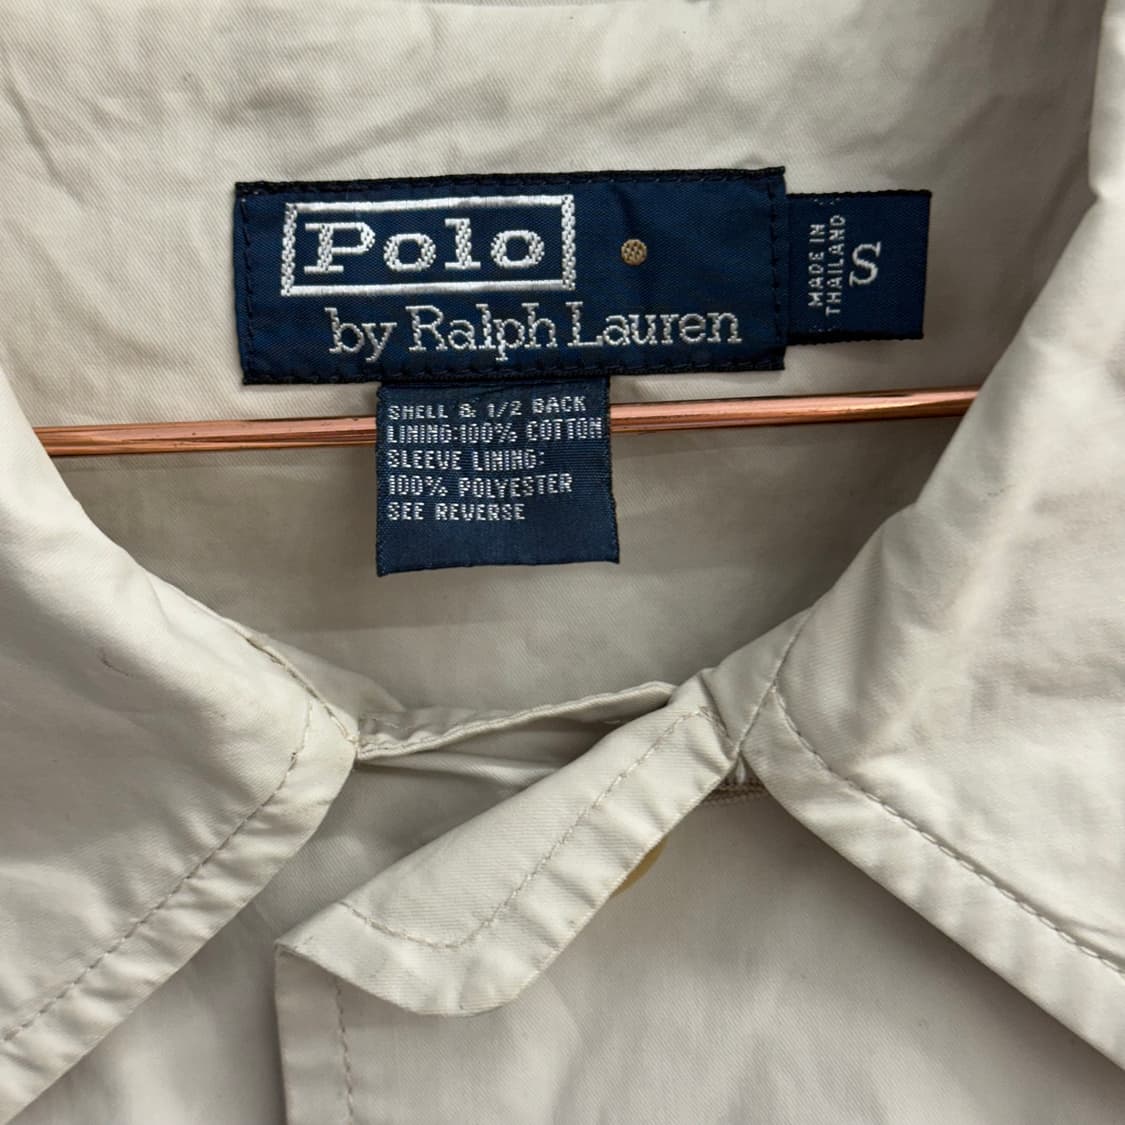 Polo
by Ralph Lauren
MADE IN
THAILAND
S
SHELL & 1/2 BACK
LINING:100% COTTON
SLEEVE LINING:
100% POLYESTER
SEE REVERSE